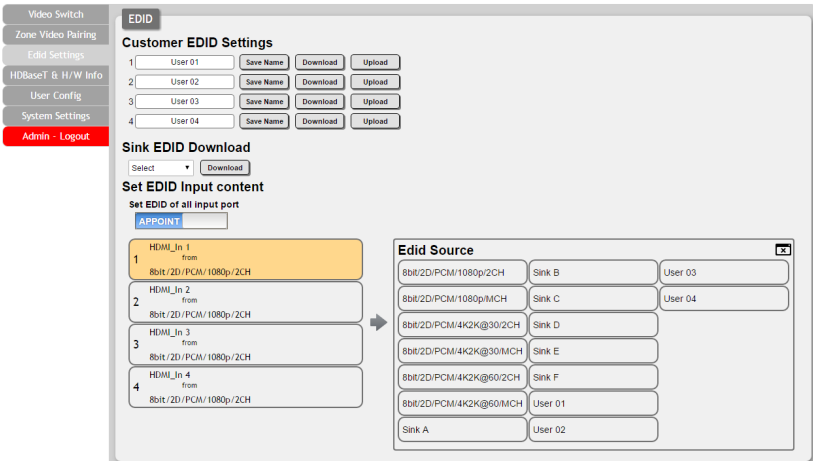 Video Switch
Zone Video Pairing
Edid Settings
HDBaseT & H/W Info
User Config
System Settings
Admin - Logout
EDID
Customer EDID Settings
1 User 01 Save Name Download Upload
2 User 02 Save Name Download Upload
3 User 03 Save Name Download Upload
4 User 04 Save Name Download Upload
Sink EDID Download
Select Download
Set EDID Input content
Set EDID of all input port
APPOINT
HDMI_In 1
1 from
8bit/2D/PCM/1080p/2CH
HDMI_In 2
2 from
8bit/2D/PCM/1080p/2CH
HDMI_In 3
3 from
8bit/2D/PCM/1080p/2CH
HDMI_In 4
4 from
8bit/2D/PCM/1080p/2CH
Edid Source
8bit/2D/PCM/1080p/2CH Sink B User 03
8bit/2D/PCM/1080p/MCH Sink C User 04
8bit/2D/PCM/4K2K@30/2CH Sink D
8bit/2D/PCM/4K2K@30/MCH Sink E
8bit/2D/PCM/4K2K@60/2CH Sink F
8bit/2D/PCM/4K2K@60/MCH User 01
Sink A User 02